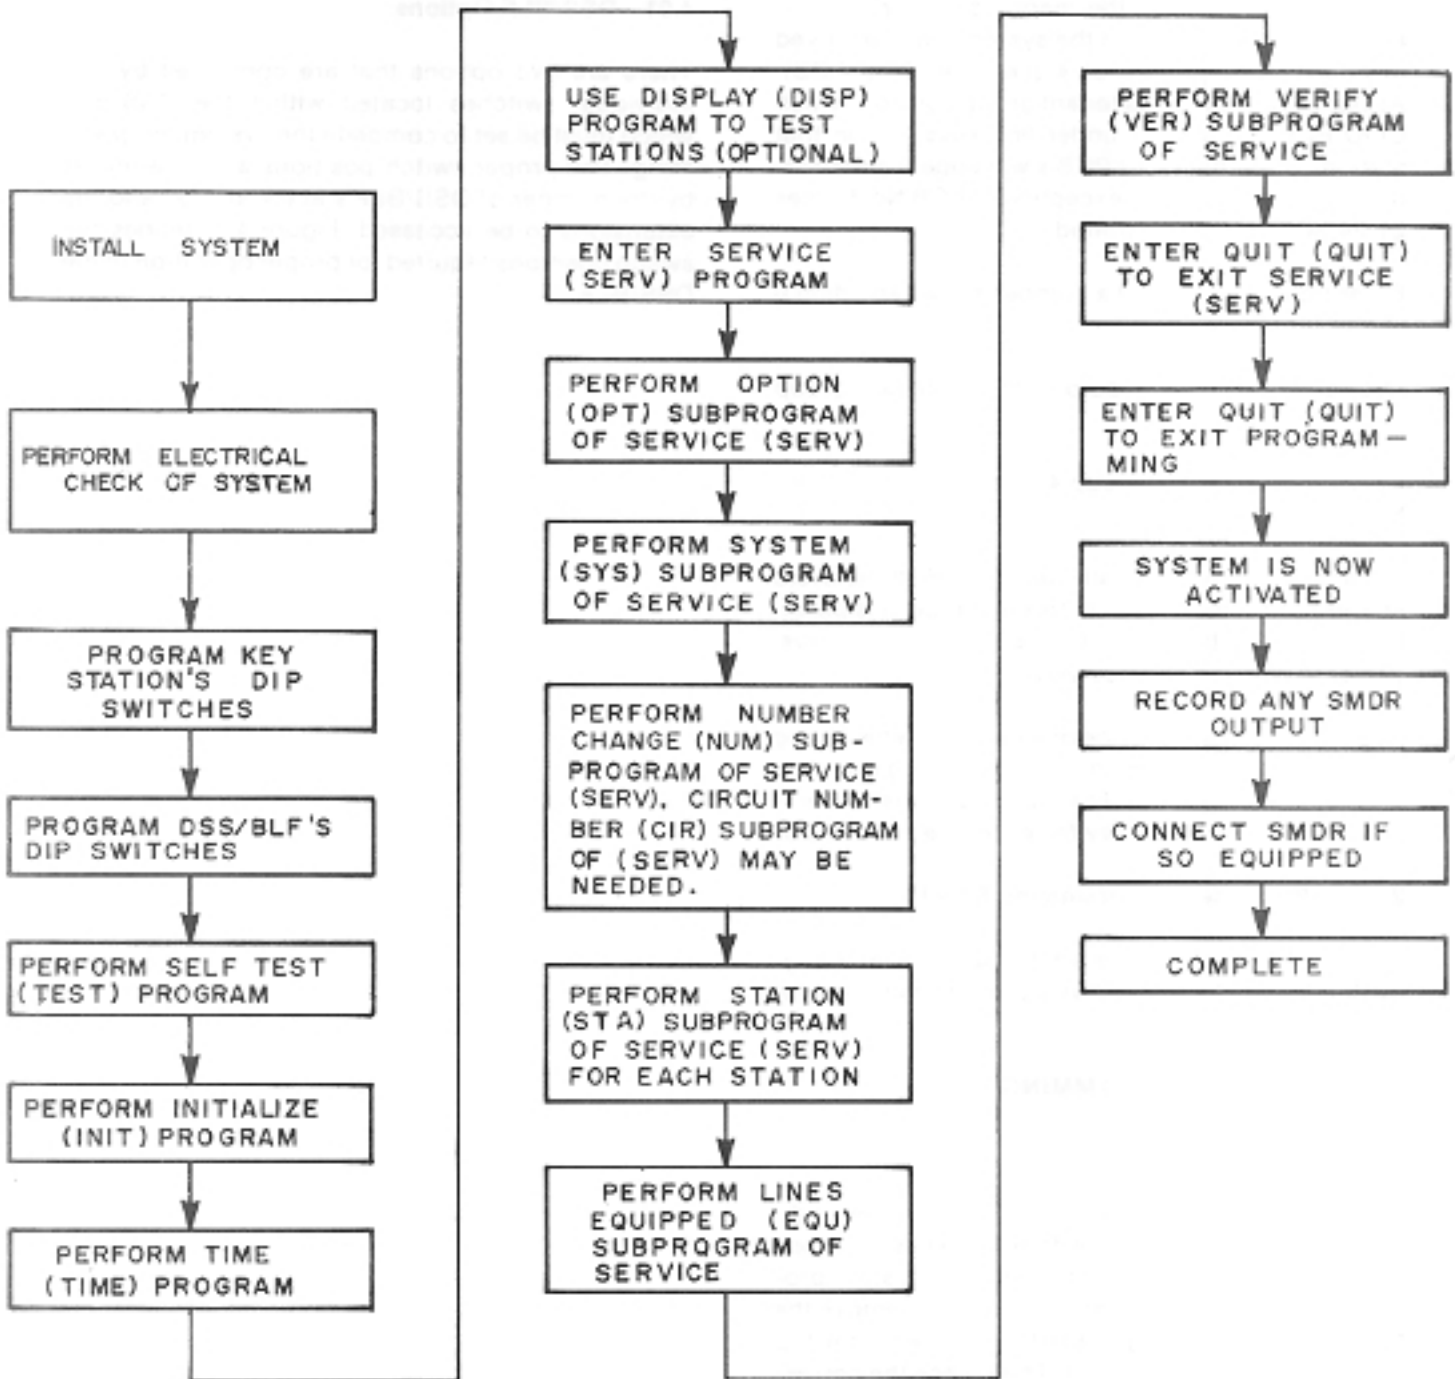 INSTALL SYSTEM
PERFORM ELECTRICAL
CHECK OF SYSTEM
PROGRAM KEY
STATION'S DIP
SWITCHES
PROGRAM DSS/BLF'S
DIP SWITCHES
PERFORM SELF TEST
(TEST) PROGRAM
PERFORM INITIALIZE
(INIT) PROGRAM
PERFORM TIME
(TIME) PROGRAM
USE DISPLAY (DISP)
PROGRAM TO TEST
STATIONS (OPTIONAL)
ENTER SERVICE
(SERV) PROGRAM
PERFORM OPTION
(OPT) SUBPROGRAM
OF SERVICE (SERV)
PERFORM SYSTEM
(SYS) SUBPROGRAM
OF SERVICE (SERV)
PERFORM NUMBER
CHANGE (NUM) SUB-
PROGRAM OF SERVICE
(SERV). CIRCUIT NUM-
BER (CIR) SUBPROGRAM
OF (SERV) MAY BE
NEEDED.
PERFORM STATION
(STA) SUBPROGRAM
OF SERVICE (SERV)
FOR EACH STATION
PERFORM LINES
EQUIPPED (EQU)
SUBPROGRAM OF
SERVICE
PERFORM VERIFY
(VER) SUBPROGRAM
OF SERVICE
ENTER QUIT (QUIT)
TO EXIT SERVICE
(SERV)
ENTER QUIT (QUIT)
TO EXIT PROGRAM-
MING
SYSTEM IS NOW
ACTIVATED
RECORD ANY SMDR
OUTPUT
CONNECT SMDR IF
SO EQUIPPED
COMPLETE